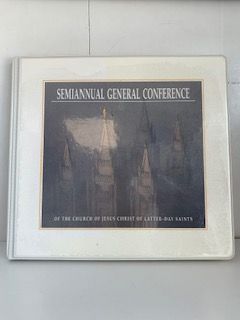 SEMIANNUAL GENERAL CONFERENCE
OF THE CHURCH OF JESUS CHRIST OF LATTER-DAY SAINTS